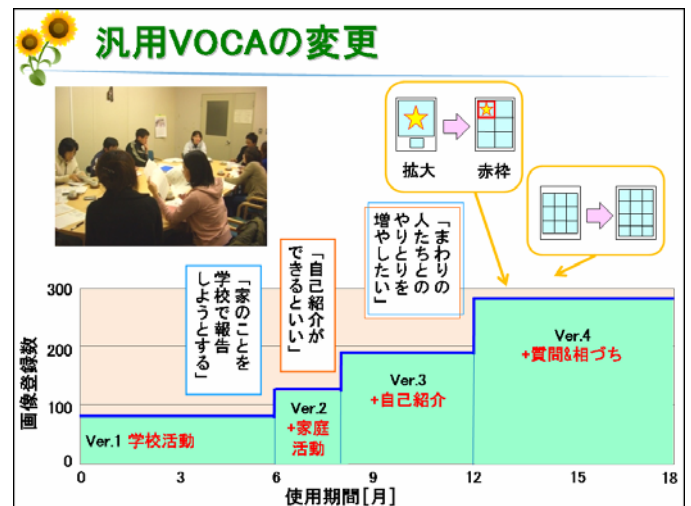 汎用VOCAの変更
拡大
赤枠
「家のことを
学校で報告
しようとする」
「自己紹介が
できるといい」
「まわりの
人たちとの
やりとりを
増やしたい」
画像登録数
300
200
100
0
Ver.1 学校活動
Ver.2
+家庭
活動
Ver.3
+自己紹介
Ver.4
+質問&相づち
0
3
6
9
12
15
18
使用期間[月]